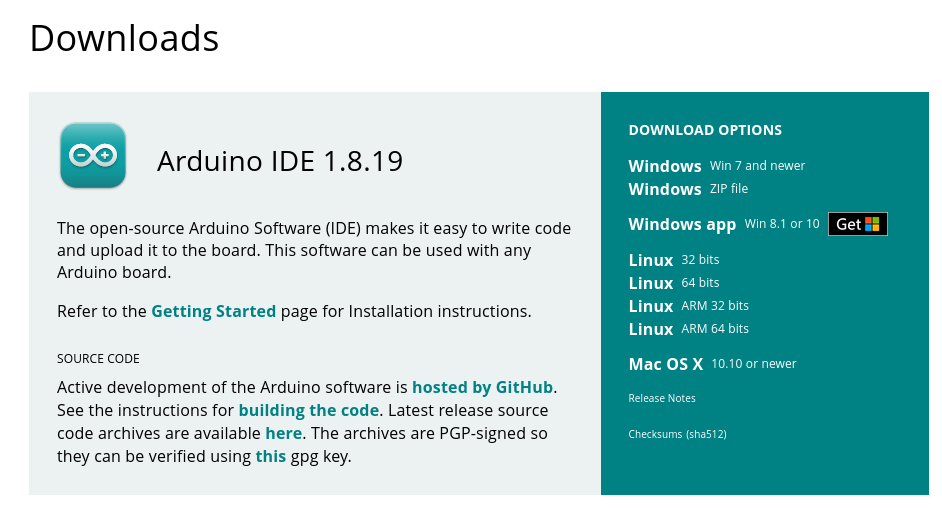 Downloads
Arduino IDE 1.8.19
The open-source Arduino Software (IDE) makes it easy to write code
and upload it to the board. This software can be used with any
Arduino board.
Refer to the Getting Started page for Installation instructions.
SOURCE CODE
Active development of the Arduino software is hosted by GitHub.
See the instructions for building the code. Latest release source
code archives are available here. The archives are PGP-signed so
they can be verified using this gpg key.
DOWNLOAD OPTIONS
Windows Win 7 and newer
Windows ZIP file
Windows app Win 8.1 or 10 Get
Linux 32 bits
Linux 64 bits
Linux ARM 32 bits
Linux ARM 64 bits
Mac OS X 10.10 or newer
Release Notes
Checksums (sha512)